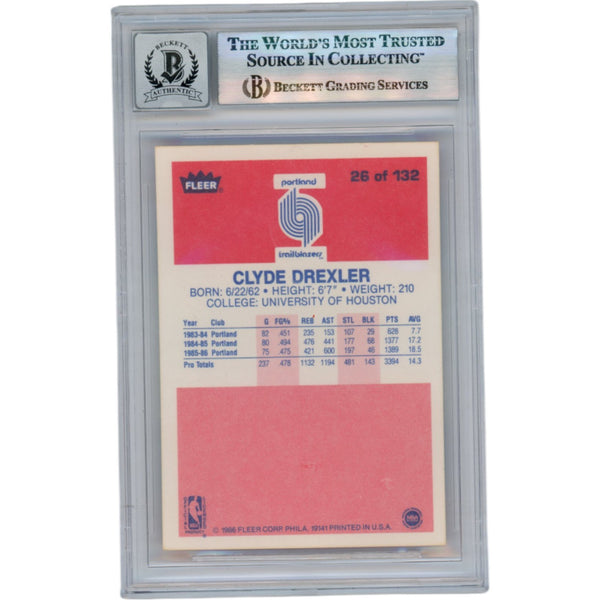 BECKETT
AUTHENTIC
THE WORLD'S MOST TRUSTED
SOURCE IN COLLECTING™
B BECKETT GRADING SERVICES
FLEER
26 of 132
portland
trailblazers
CLYDE DREXLER
BORN: 6/22/62 • HEIGHT: 6'7" • WEIGHT: 210
COLLEGE: UNIVERSITY OF HOUSTON
Year Club G FG% REB AST STL BLK PTS AVG
1983-84 Portland 82 .451 235 153 107 29 628 7.7
1984-85 Portland 80 .494 476 441 177 68 1377 17.2
1985-86 Portland 75 .475 421 600 197 46 1389 18.5
Pro Totals 237 .478 1132 1194 481 143 3394 14.3
NBA
© 1986 FLEER CORP. PHILA. 19141 PRINTED IN U.S.A.